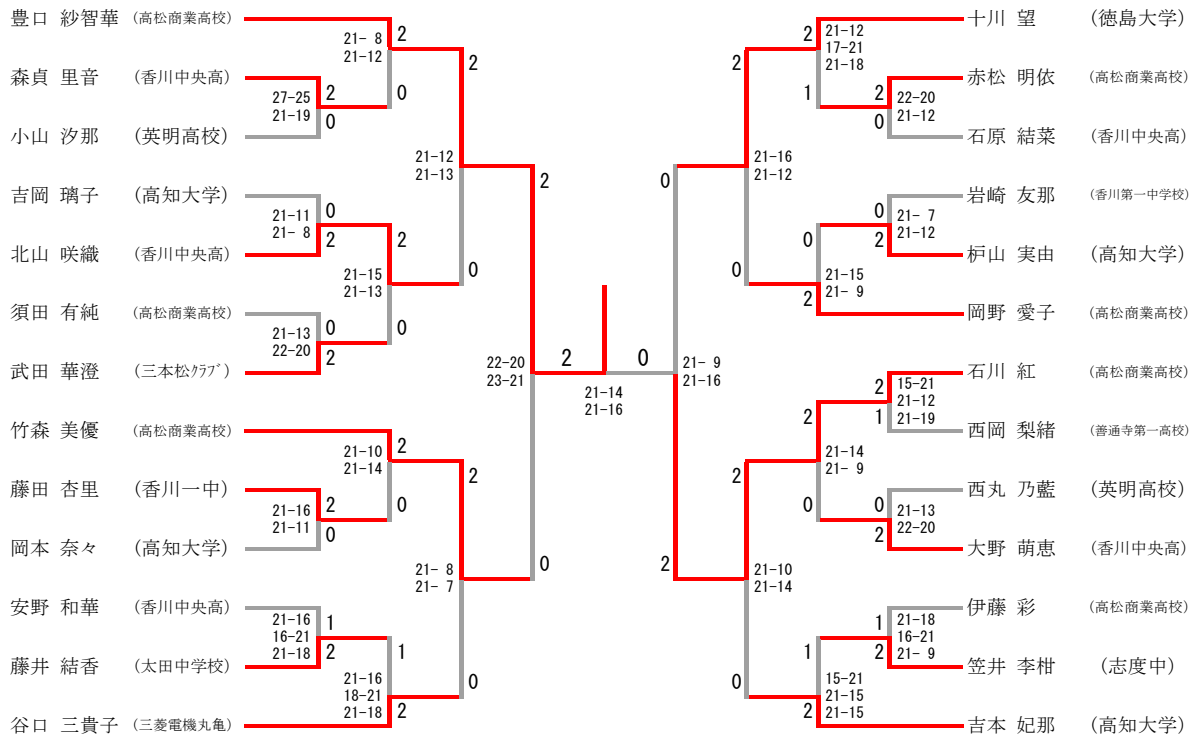 豊口 紗智華 (高松商業高校)
森貞 里音 (香川中央高)
小山 汐那 (英明高校)
吉岡 璃子 (高知大学)
北山 咲織 (香川中央高)
須田 有純 (高松商業高校)
武田 華澄 (三本松ｸﾗﾌﾞ)
竹森 美優 (高松商業高校)
藤田 杏里 (香川一中)
岡本 奈々 (高知大学)
安野 和華 (香川中央高)
藤井 結香 (太田中学校)
谷口 三貴子 (三菱電機丸亀)
21- 8 2
21-12
27-25 2 0
21-19 0
2
21-12
21-13
0
21-11 0
21- 8 2
2
21-15
21-13
0
21-13 0
22-20 2
2
22-20
23-21
0
21-10 2
21-14
21-16 2 0
21-11 0
2
21- 8
21- 7
0
21-16 1
16-21
21-18 2
1
21-16
18-21
21-18 2
2 0
21-14
21-16
十川 望 (徳島大学)
赤松 明依 (高松商業高校)
石原 結菜 (香川中央高)
岩崎 友那 (香川第一中学校)
枦山 実由 (高知大学)
岡野 愛子 (高松商業高校)
石川 紅 (高松商業高校)
西岡 梨緒 (善通寺第一高校)
西丸 乃藍 (英明高校)
大野 萌恵 (香川中央高)
伊藤 彩 (高松商業高校)
笠井 李柑 (志度中)
吉本 妃那 (高知大学)
2 21-12
17-21
21-18
1
2 22-20
0 21-12
2
21-16
21-12
0
0 21- 7
2 21-12
0
21-15
2 21- 9
0
21- 9
21-16
2
2 15-21
21-12
1 21-19
2
21-14
21- 9
0
0 21-13
2 22-20
2
21-10
21-14
0
1 21-18
16-21
2 21- 9
1
15-21
21-15
2 21-15